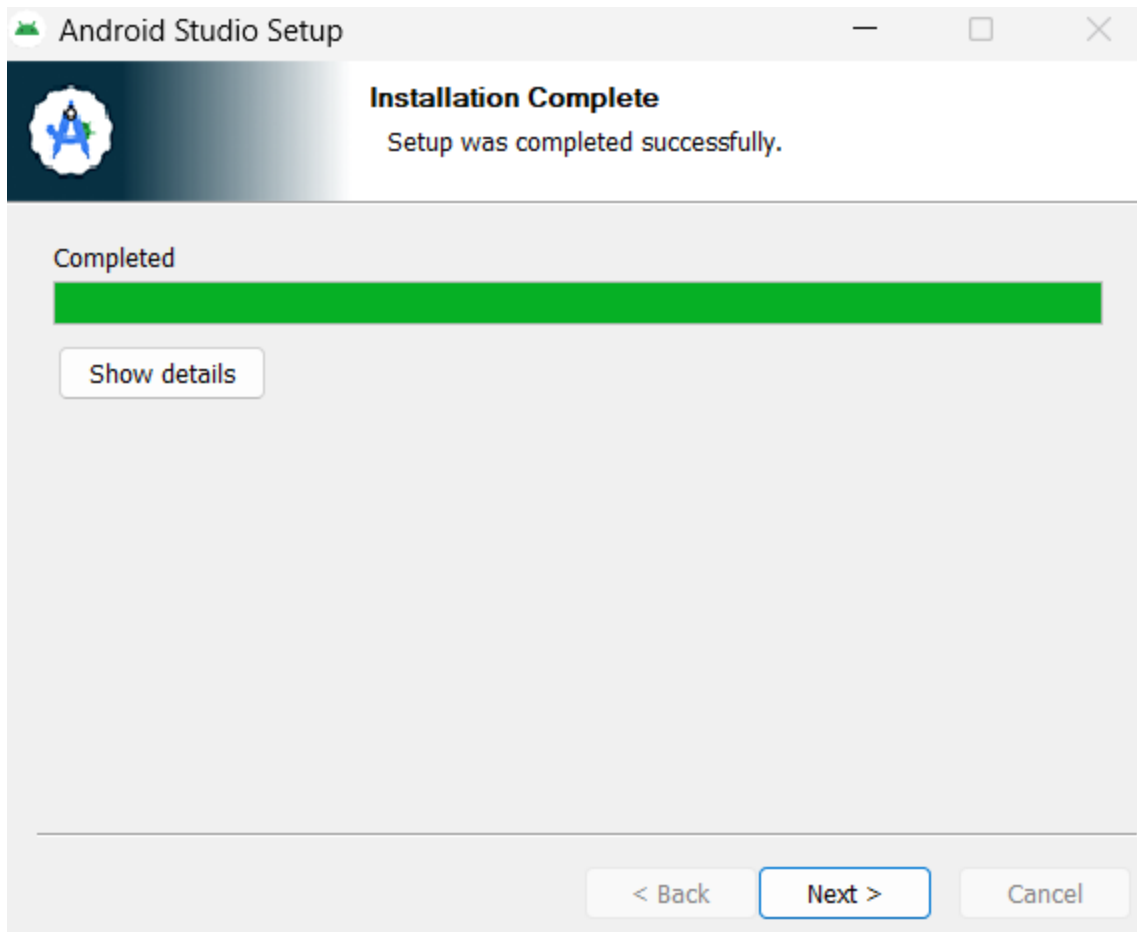 Android Studio Setup
Installation Complete
Setup was completed successfully.
Completed
Show details
< Back Next > Cancel